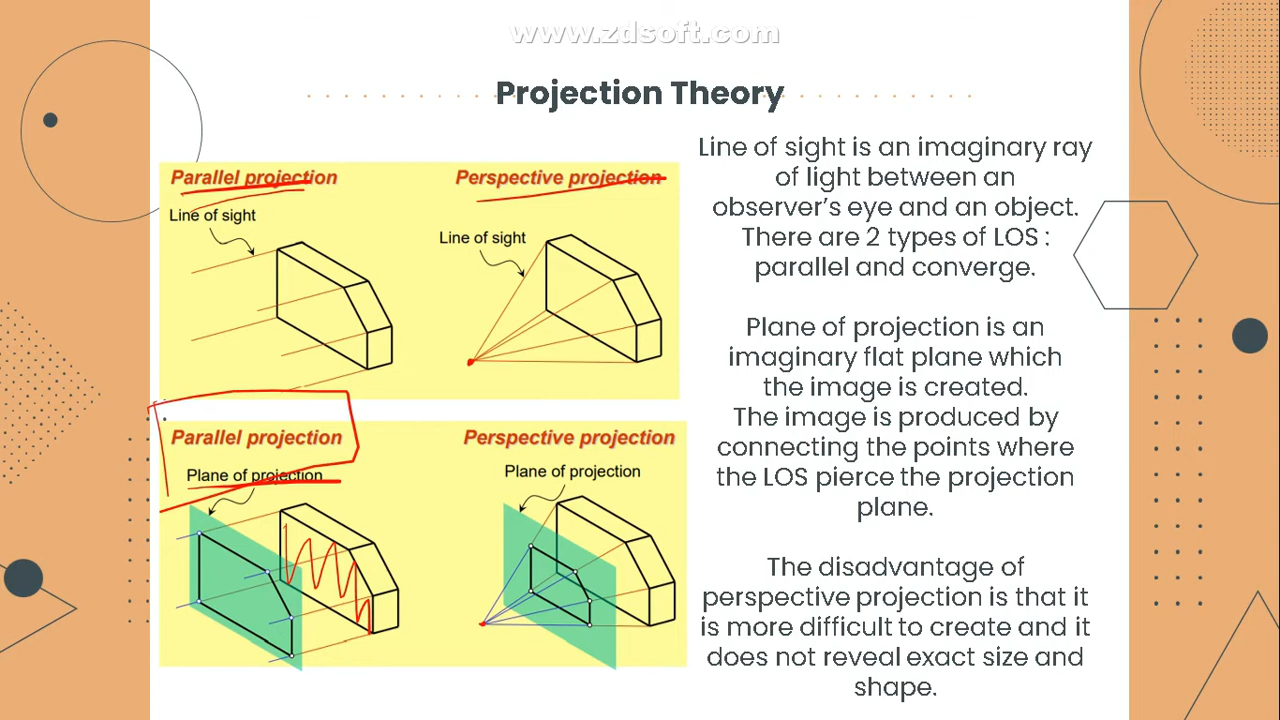 www.zdsoft.com
Projection Theory
Parallel projection
Perspective projection
Line of sight
Line of sight
Parallel projection
Perspective projection
Plane of projection
Plane of projection
Line of sight is an imaginary ray
of light between an
observer's eye and an object.
There are 2 types of LOS :
parallel and converge.
Plane of projection is an
imaginary flat plane which
the image is created.
The image is produced by
connecting the points where
the LOS pierce the projection
plane.
The disadvantage of
perspective projection is that it
is more difficult to create and it
does not reveal exact size and
shape.